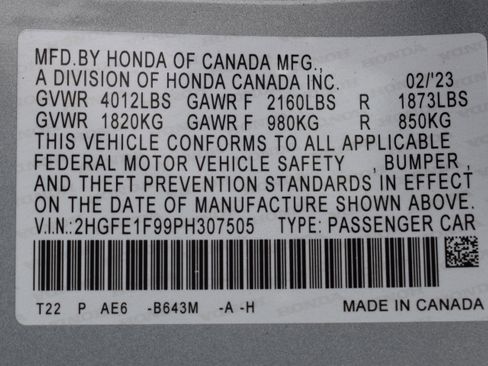 MFD.BY HONDA OF CANADA MFG.,
A DIVISION OF HONDA CANADA INC. 02/'23
GVWR 4012LBS GAWR F 2160LBS R 1873LBS
GVWR 1820KG GAWR F 980KG R 850KG
THIS VEHICLE CONFORMS TO ALL APPLICABLE
FEDERAL MOTOR VEHICLE SAFETY , BUMPER ,
AND THEFT PREVENTION STANDARDS IN EFFECT
ON THE DATE OF MANUFACTURE SHOWN ABOVE.
V.I.N.: 2HGFE1F99PH307505 TYPE: PASSENGER CAR
T22 P AE6 -B643M -A -H MADE IN CANADA